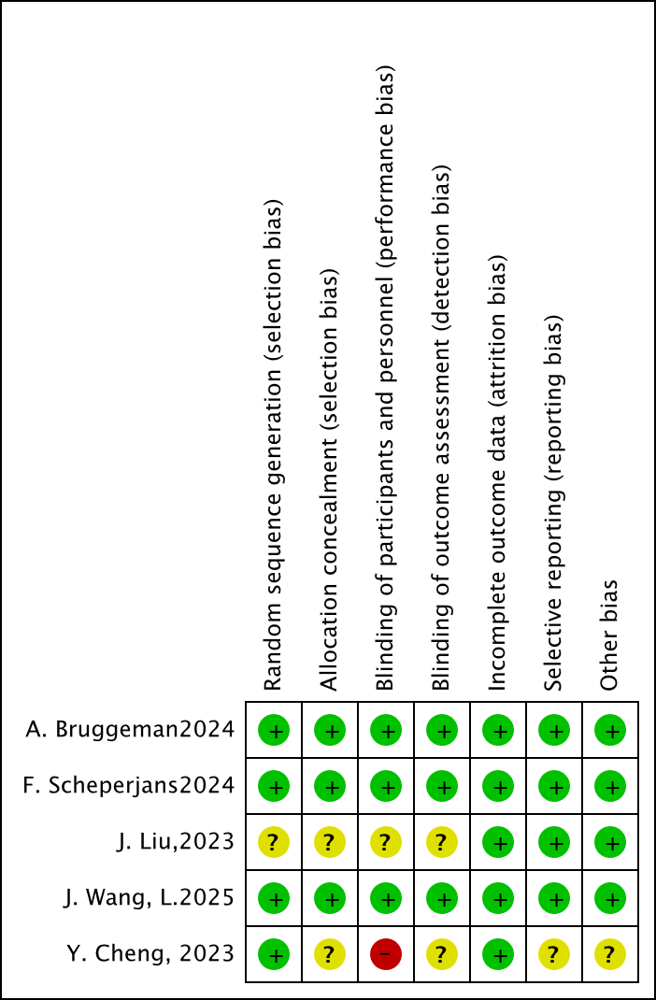 Random sequence generation (selection bias)
Allocation concealment (selection bias)
Blinding of participants and personnel (performance bias)
Blinding of outcome assessment (detection bias)
Incomplete outcome data (attrition bias)
Selective reporting (reporting bias)
Other bias
A. Bruggeman2024 + + + + + + +
F. Scheperjans2024 + + + + + + +
J. Liu,2023 ? ? ? ? + + +
J. Wang, L.2025 + + + + + + +
Y. Cheng, 2023 + ? – ? + ? ?